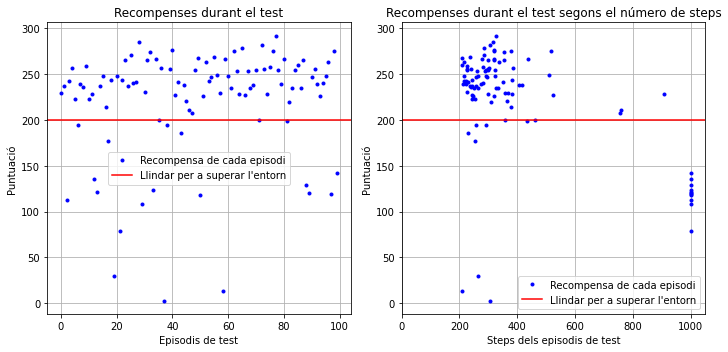 Recompenses durant el test
Puntuació
300
250
200
150
100
50
0
Recompensa de cada episodi
Llindar per a superar l'entorn
0 20 40 60 80 100
Episodis de test
Recompenses durant el test segons el número de steps
Puntuació
300
250
200
150
100
50
0
Recompensa de cada episodi
Llindar per a superar l'entorn
0 200 400 600 800 1000
Steps dels episodis de test